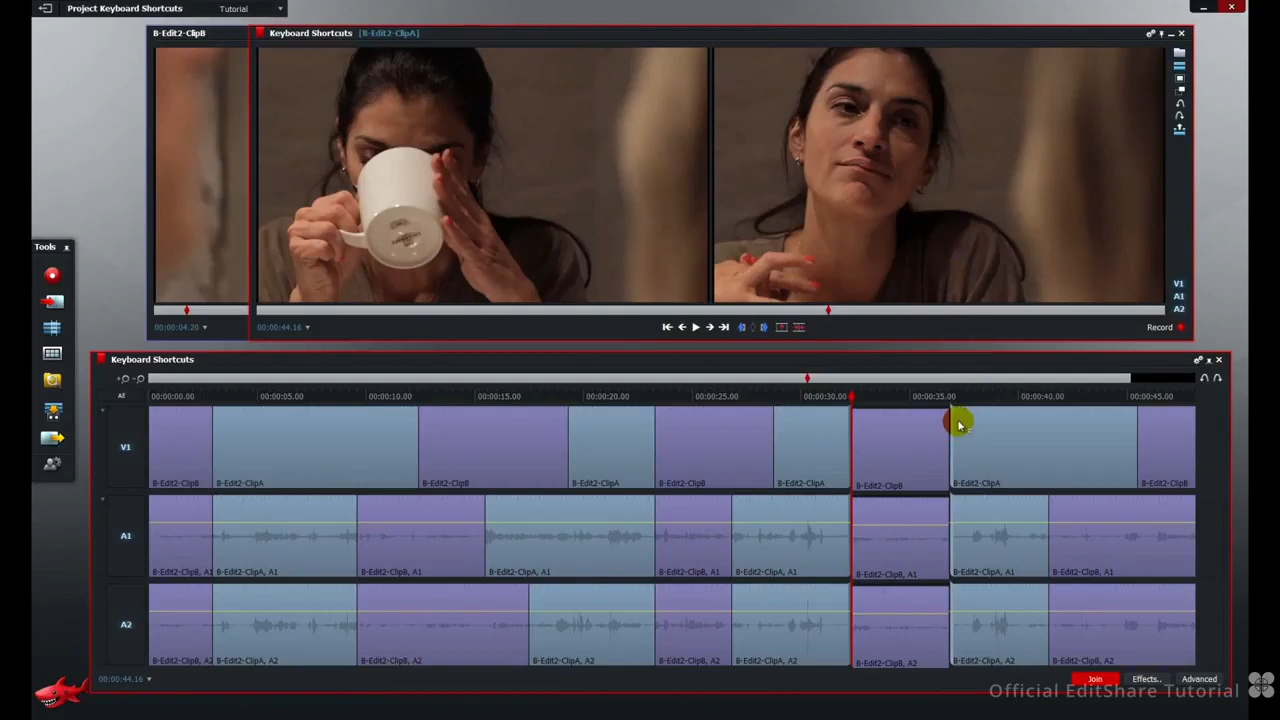 Project Keyboard Shortcuts Tutorial
B-Edit2-ClipB Keyboard Shortcuts [B-Edit2-ClipA]
Tools
V1
A1
A2
00:00:04.20 00:00:44.16 Record
Keyboard Shortcuts
All 00:00:00.00 00:00:05.00 00:00:10.00 00:00:15.00 00:00:20.00 00:00:25.00 00:00:30.00 00:00:35.00 00:00:40.00 00:00:45.00
V1
B-Edit2-ClipB B-Edit2-ClipA B-Edit2-ClipB B-Edit2-ClipA B-Edit2-ClipB B-Edit2-ClipA B-Edit2-ClipB B-Edit2-ClipA B-Edit2-ClipB
A1
B-Edit2-ClipB, A1 B-Edit2-ClipA, A1 B-Edit2-ClipB, A1 B-Edit2-ClipA, A1 B-Edit2-ClipB, A1 B-Edit2-ClipA, A1 B-Edit2-ClipB, A1 B-Edit2-ClipA, A1 B-Edit2-ClipB, A1
A2
B-Edit2-ClipB, A2 B-Edit2-ClipA, A2 B-Edit2-ClipB, A2 B-Edit2-ClipA, A2 B-Edit2-ClipB, A2 B-Edit2-ClipA, A2 B-Edit2-ClipB, A2 B-Edit2-ClipA, A2 B-Edit2-ClipB, A2
00:00:44.16 Join Effects.. Advanced
Official EditShare Tutorial